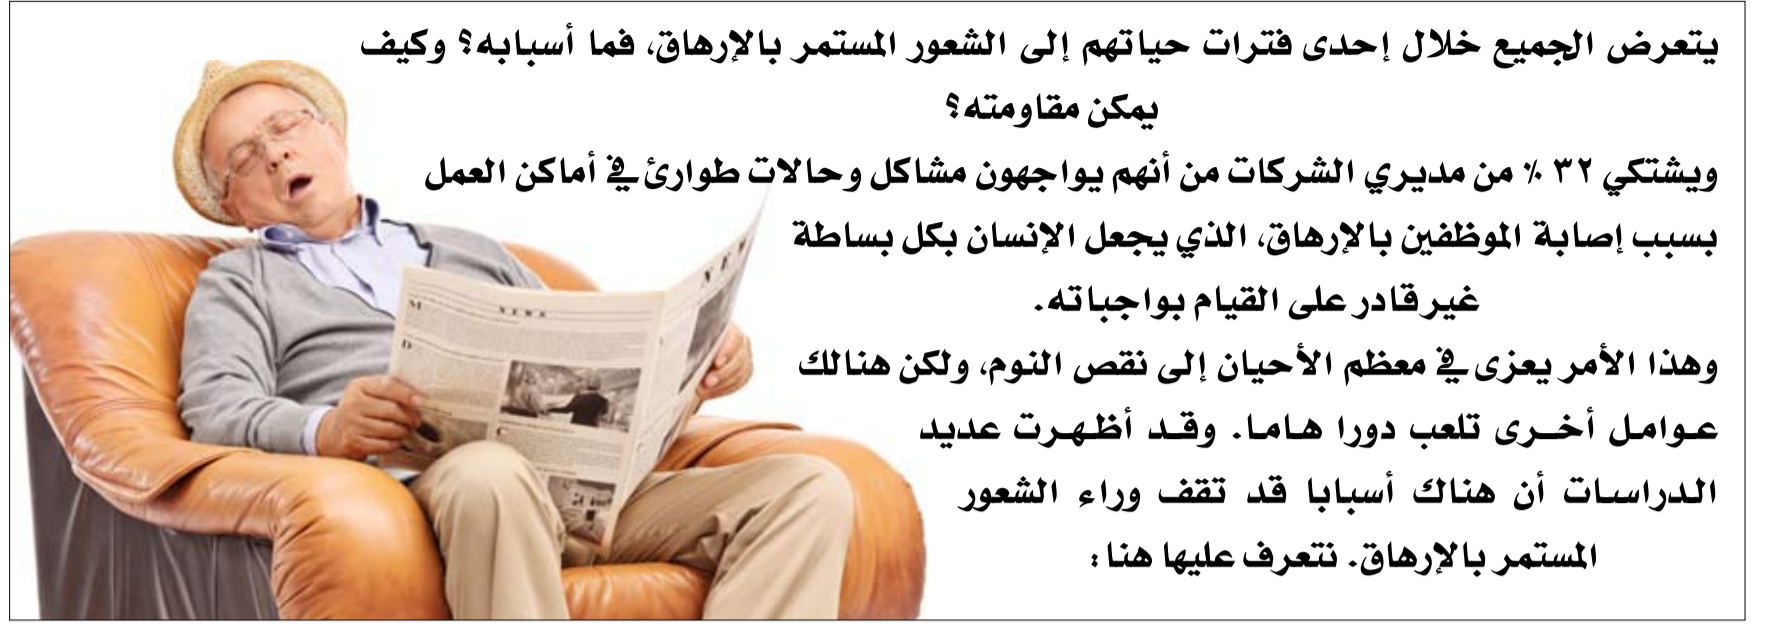 يتعرض الجميع خلال إحدى فترات حياتهم إلى الشعور المستمر بالإرهاق، فما أسبابه؟ وكيف
يمكن مقاومته؟
ويشتكي ٣٢ ٪ من مديري الشركات من أنهم يواجهون مشاكل وحالات طوارئ في أماكن العمل
بسبب إصابة الموظفين بالإرهاق، الذي يجعل الإنسان بكل بساطة
غير قادر على القيام بواجباته.
وهذا الأمر يعزى في معظم الأحيان إلى نقص النوم، ولكن هنالك
عوامل أخرى تلعب دورا هاما. وقد أظهرت عديد
الدراسات أن هناك أسبابا قد تقف وراء الشعور
المستمر بالإرهاق. نتعرف عليها هنا:
NEWS